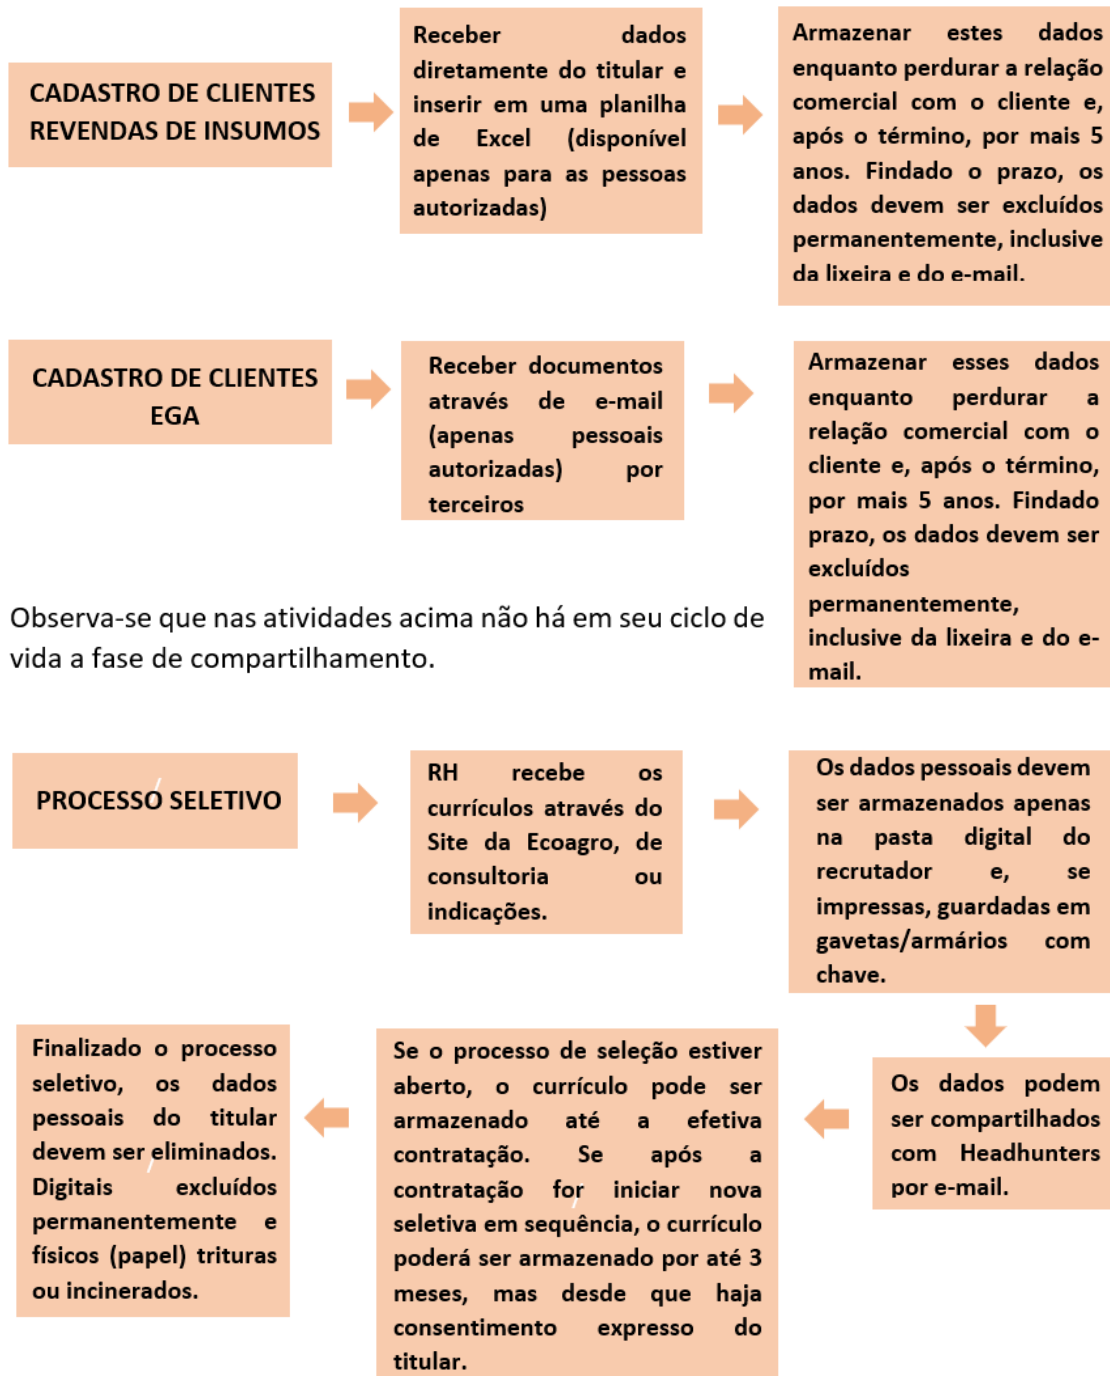 CADASTRO DE CLIENTES
REVENDAS DE INSUMOS
Receber dados
diretamente do titular e
inserir em uma planilha
de Excel (disponível
apenas para as pessoas
autorizadas)
Armazenar estes dados
enquanto perdurar a relação
comercial com o cliente e,
após o término, por mais 5
anos. Findado o prazo, os
dados devem ser excluídos
permanentemente, inclusive
da lixeira e do e-mail.
CADASTRO DE CLIENTES
EGA
Receber documentos
através de e-mail
(apenas pessoais
autorizadas) por
terceiros
Armazenar esses dados
enquanto perdurar a
relação comercial com o
cliente e, após o término,
por mais 5 anos. Findado
prazo, os dados devem ser
excluídos
permanentemente,
inclusive da lixeira e do e-
mail.
Observa-se que nas atividades acima não há em seu ciclo de
vida a fase de compartilhamento.
PROCESSO SELETIVO
RH recebe os
currículos através do
Site da Ecoagro, de
consultoria ou
indicações.
Os dados pessoais devem
ser armazenados apenas
na pasta digital do
recrutador e, se
impressas, guardadas em
gavetas/armários com
chave.
Os dados podem
ser compartilhados
com Headhunters
por e-mail.
Se o processo de seleção estiver
aberto, o currículo pode ser
armazenado até a efetiva
contratação. Se após a
contratação for iniciar nova
seletiva em sequência, o currículo
poderá ser armazenado por até 3
meses, mas desde que haja
consentimento expresso do
titular.
Finalizado o processo
seletivo, os dados
pessoais do titular
devem ser eliminados.
Digitais excluídos
permanentemente e
físicos (papel) trituras
ou incinerados.